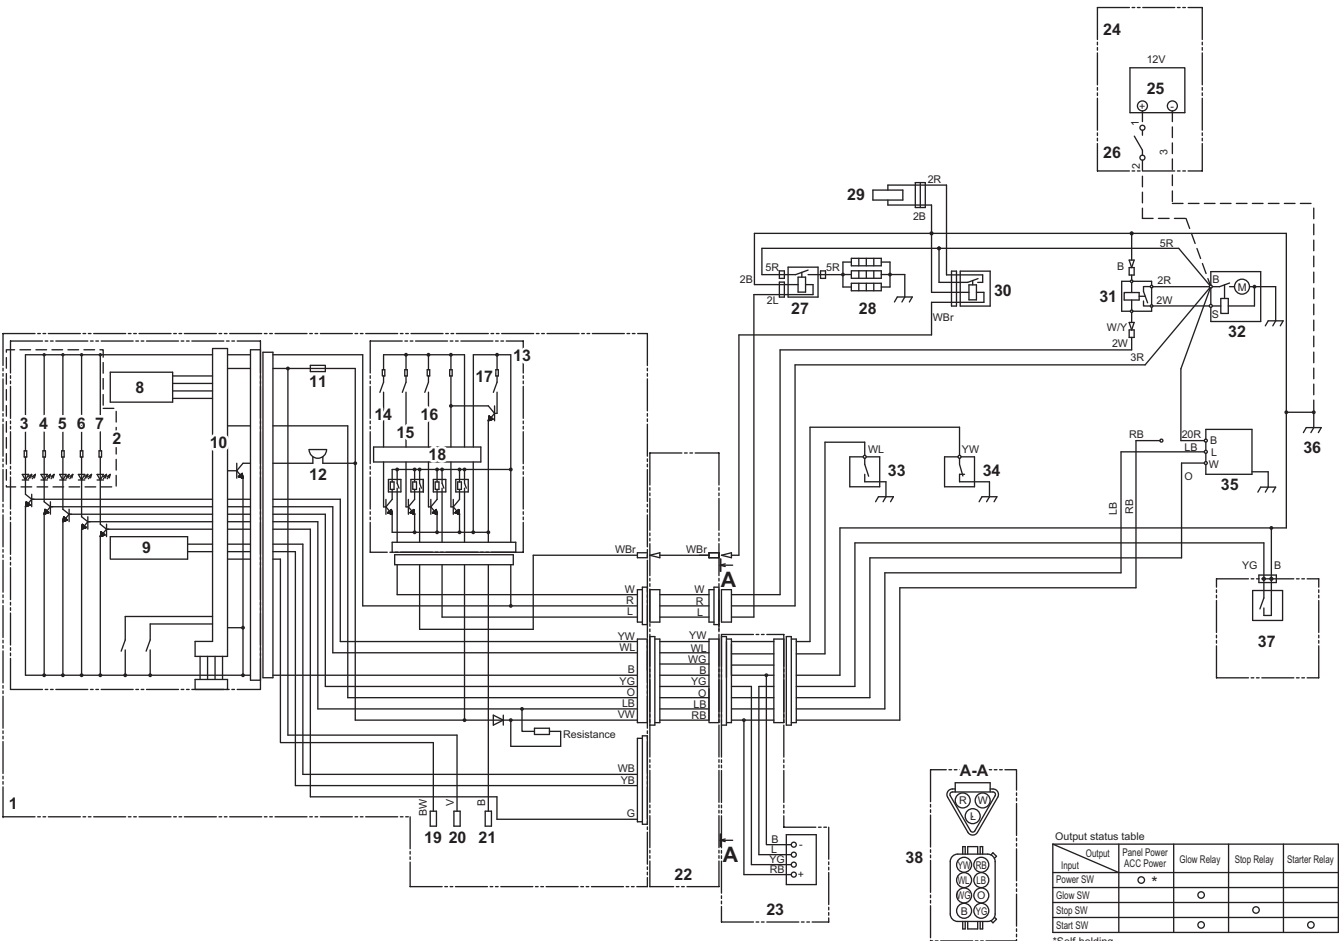 24
12V
25
+ -
1
26
2
3
29
2R
2B
5R
2B
5R
5R
2L
27
28
WBr
30
B
31
2R
2W
W/Y
2W
3R
B
M
S
32
36
13
17
14
15
16
18
8
3 4 5 6 7
2
10
11
12
9
WL
33
YW
34
RB
20R
LB
O
B
L
W
35
LB
RB
WBr
WBr
A
W
R
L
W
R
L
YW
WL
B
YG
O
LB
VW
YW
WL
WG
B
YG
O
LB
RB
Resistance
YG B
37
WB
YB
G
1
BW
V
B
19 20 21
22
A
B
L
YG
RB
-
+
23
38
A-A
R W
L
YW RB
WL LB
WG O
B YG
Output status table
Output
Input
Panel Power
ACC Power
Glow Relay
Stop Relay
Starter Relay
Power SW O *
Glow SW O
Stop SW O
Start SW O O
*Self-holding